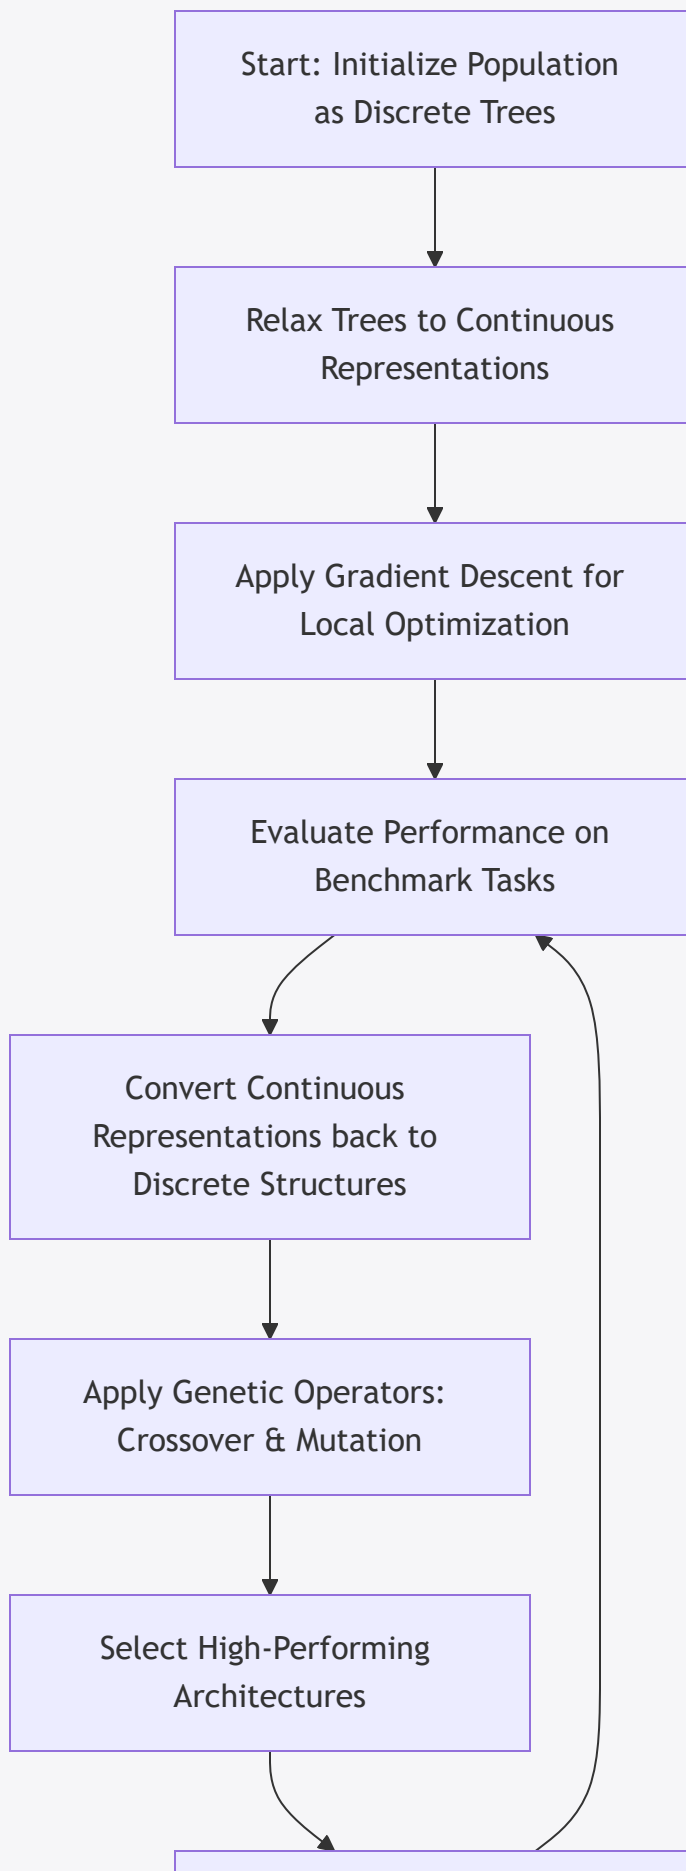 Start: Initialize Population
as Discrete Trees
Relax Trees to Continuous
Representations
Apply Gradient Descent for
Local Optimization
Evaluate Performance on
Benchmark Tasks
Convert Continuous
Representations back to
Discrete Structures
Apply Genetic Operators:
Crossover & Mutation
Select High-Performing
Architectures